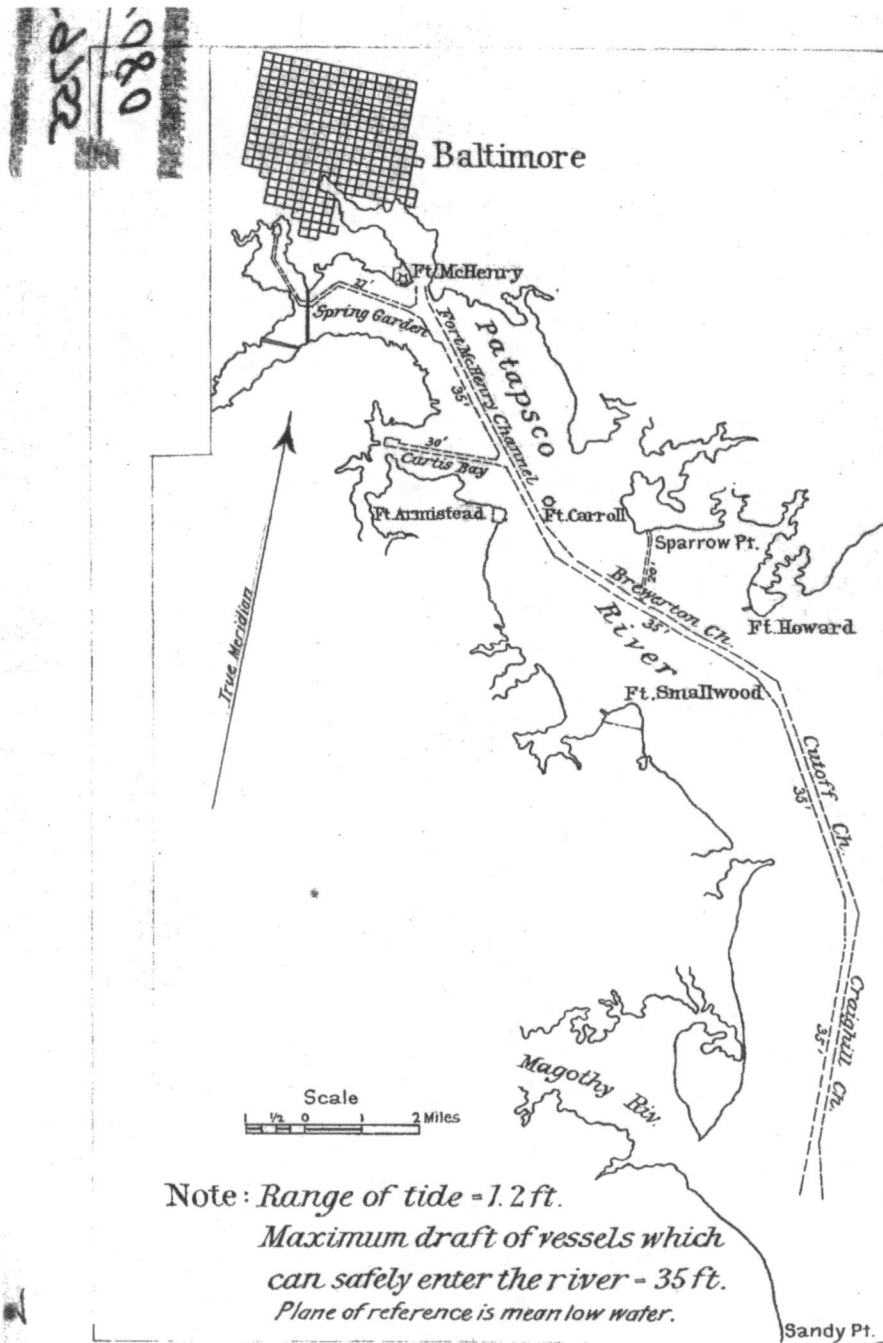 Baltimore
Ft. McHenry
Spring Garden
Fort McHenry Channel
35'
Patapsco
30'
Curtis Bay
Ft. Armistead
Ft. Carroll
Sparrow Pt.
20'
Brewerton Ch.
35'
River
Ft. Howard
Ft. Smallwood
True Meridian
Cutoff Ch.
35'
Craighill Ch.
35'
Magothy Riv.
Scale
1 1/2 0 1 2 Miles
Note: Range of tide = 1.2 ft.
Maximum draft of vessels which
can safely enter the river = 35 ft.
Plane of reference is mean low water.
Sandy Pt.